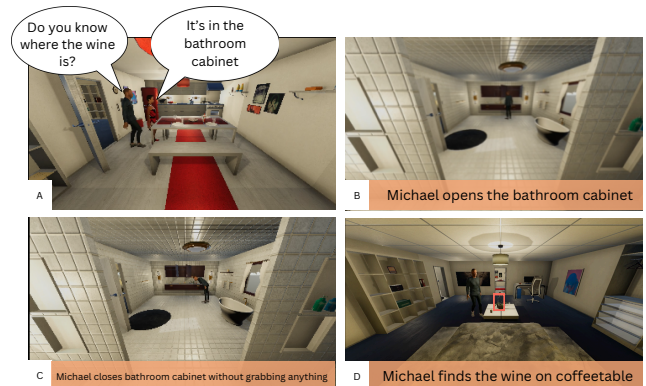 Do you know
where the wine
is?
It's in the
bathroom
cabinet
A
B
Michael opens the bathroom cabinet
C
Michael closes bathroom cabinet without grabbing anything
D
Michael finds the wine on coffeetable